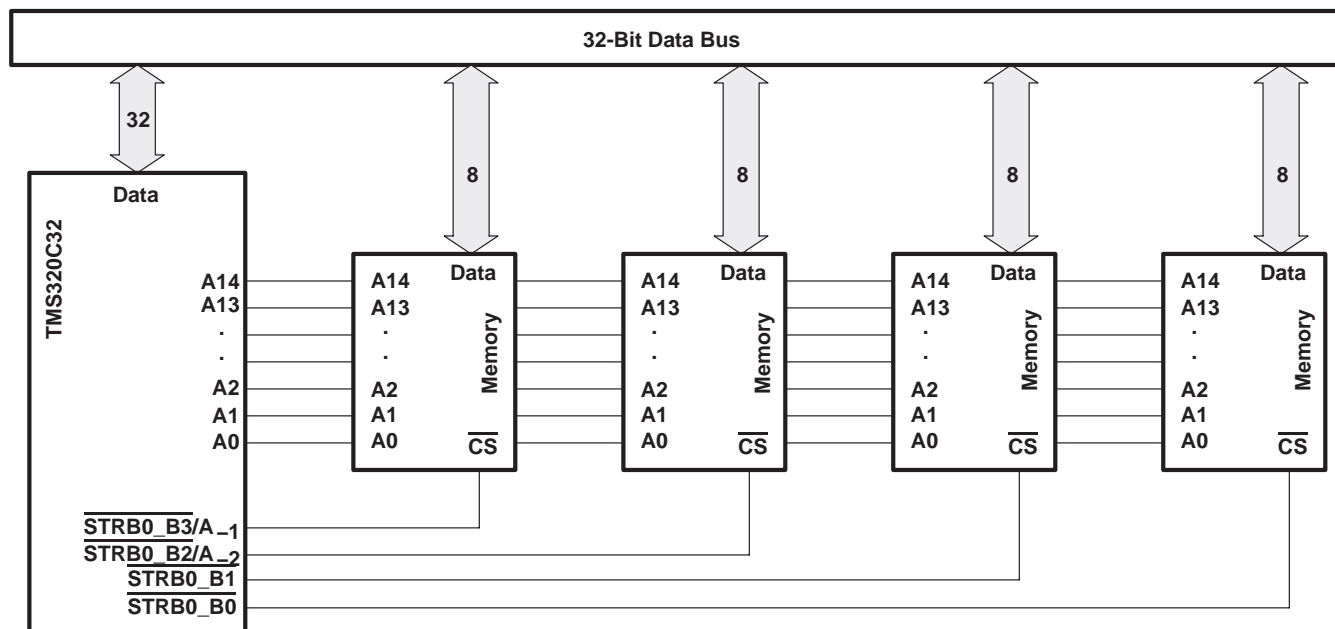 32-Bit Data Bus
32
8
8
8
8
TMS320C32
Data
A14
A13
.
.
A2
A1
A0
STRB0_B3/A–1
STRB0_B2/A–2
STRB0_B1
STRB0_B0
Data
Memory
A14
A13
.
.
A2
A1
A0
CS
Data
Memory
A14
A13
.
.
A2
A1
A0
CS
Data
Memory
A14
A13
.
.
A2
A1
A0
CS
Data
Memory
A14
A13
.
.
A2
A1
A0
CS